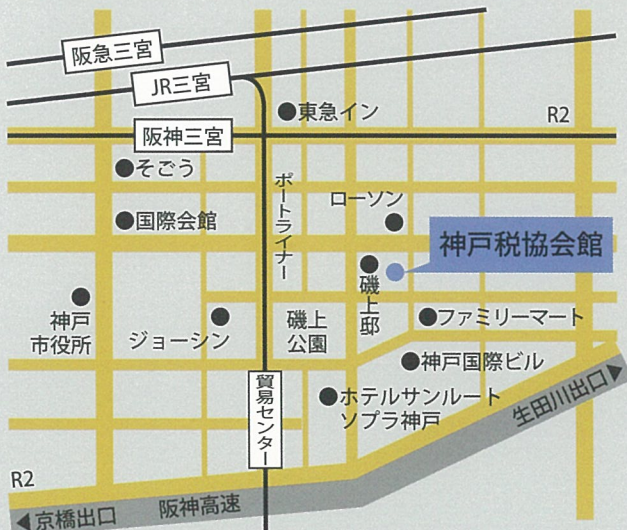 阪急三宮
JR三宮
東急イン
R2
阪神三宮
そごう
ポートライナー
ローソン
国際会館
神戸税協会館
磯上邸
神戸
市役所
ジョーシン
磯上
公園
ファミリーマート
神戸国際ビル
貿易センター
ホテルサンルート
ソプラ神戸
生田川出口▶
R2
◀京橋出口
阪神高速